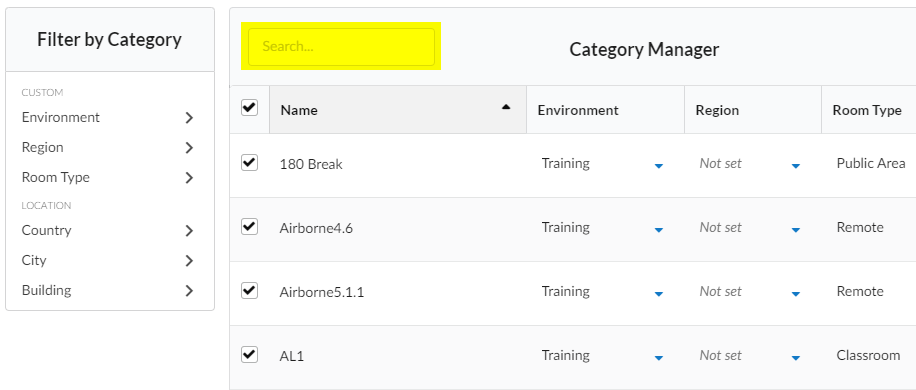 Filter by Category
CUSTOM
Environment
Region
Room Type
LOCATION
Country
City
Building
Search...
Category Manager
Name Environment Region Room Type
180 Break Training Not set Public Area
Airborne4.6 Training Not set Remote
Airborne5.1.1 Training Not set Remote
AL1 Training Not set Classroom